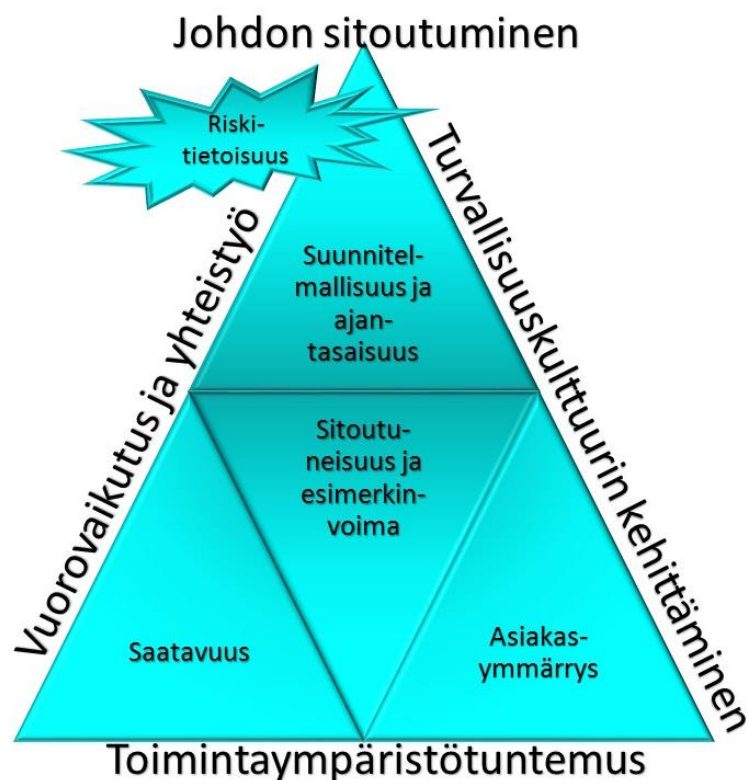 Johdon sitoutuminen
Riski-
tietoisuus
Vuorovaikutus ja yhteistyö
Turvallisuuskulttuurin kehittäminen
Suunnitel-
mallisuus ja
ajan-
tasaisuus
Sitoutu-
neisuus ja
esimerkin-
voima
Saatavuus
Asiakas-
ymmärrys
Toimintaympäristötuntemus